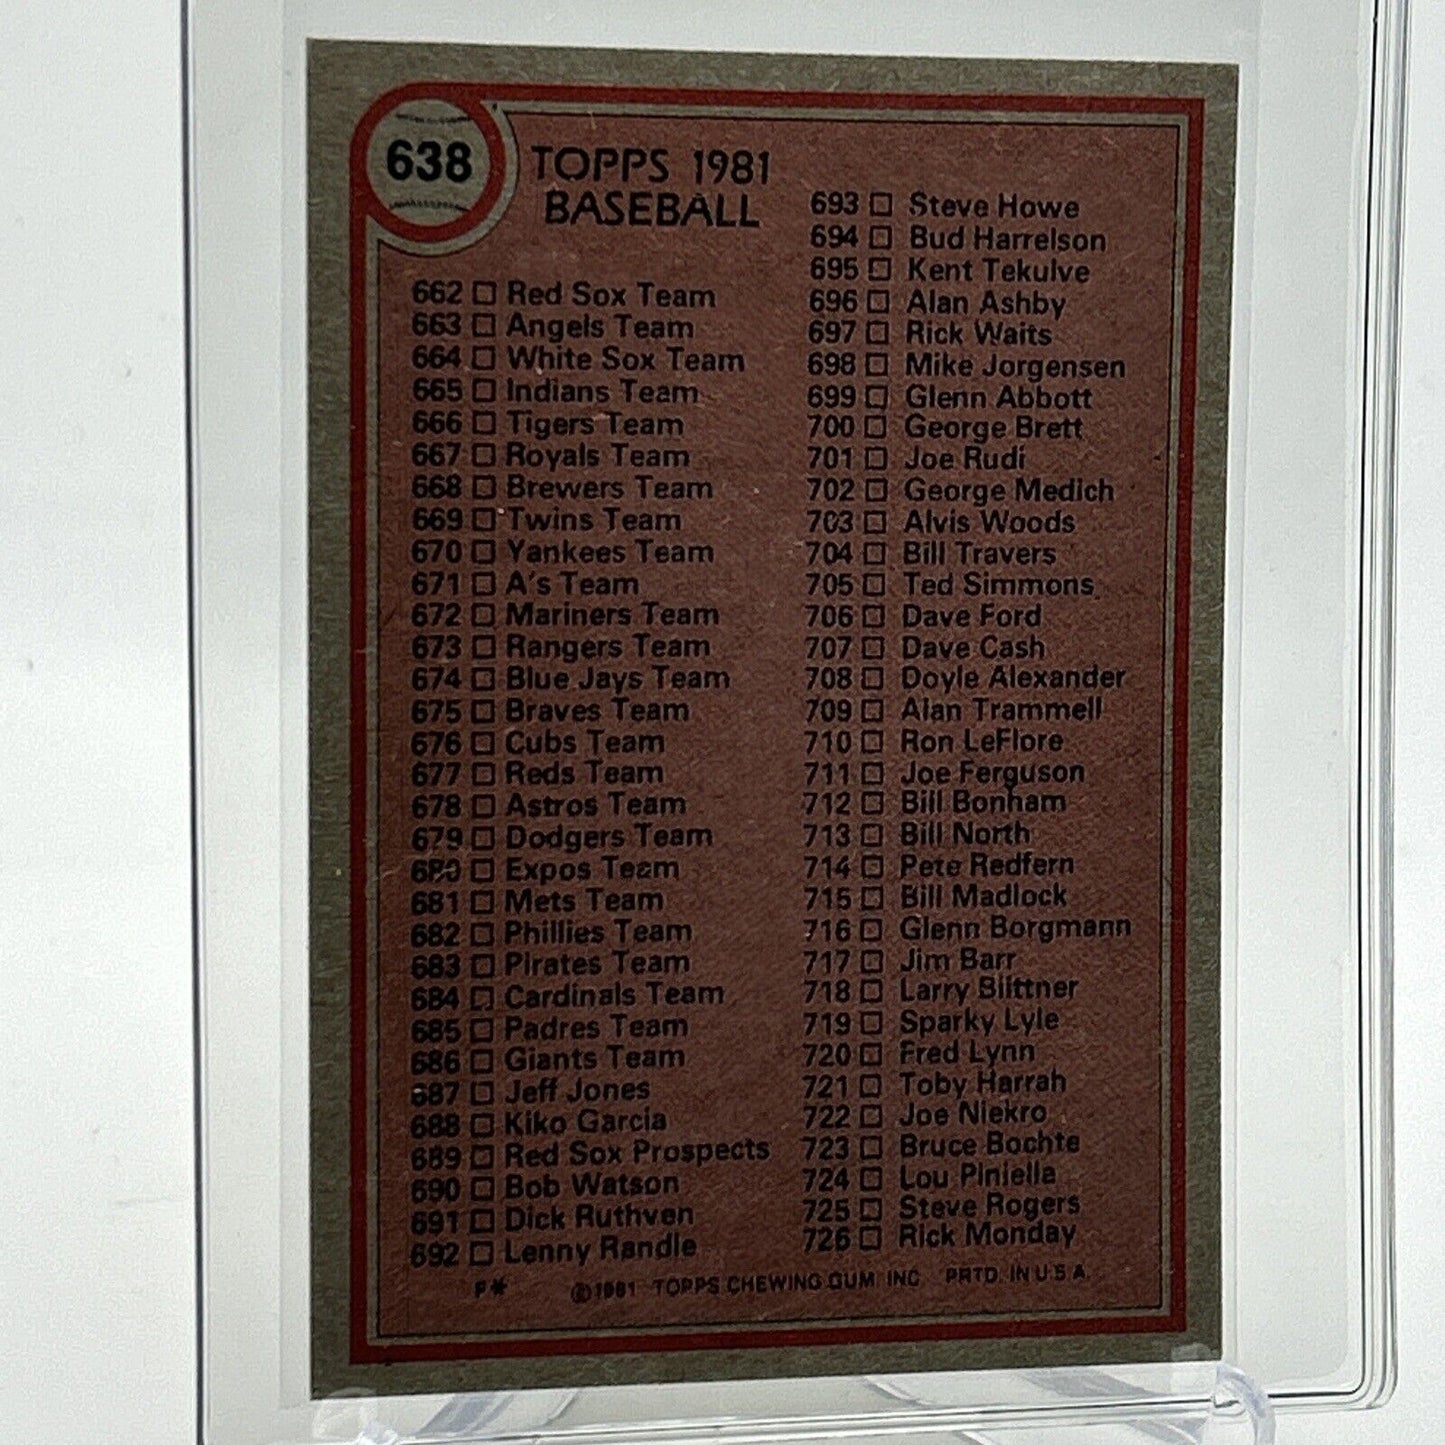 638
TOPPS 1981
BASEBALL
662 □ Red Sox Team
663 □ Angels Team
664 □ White Sox Team
665 □ Indians Team
666 □ Tigers Team
667 □ Royals Team
668 □ Brewers Team
669 □ Twins Team
670 □ Yankees Team
671 □ A's Team
672 □ Mariners Team
673 □ Rangers Team
674 □ Blue Jays Team
675 □ Braves Team
676 □ Cubs Team
677 □ Reds Team
678 □ Astros Team
679 □ Dodgers Team
680 □ Expos Team
681 □ Mets Team
682 □ Phillies Team
683 □ Pirates Team
684 □ Cardinals Team
685 □ Padres Team
686 □ Giants Team
687 □ Jeff Jones
688 □ Kiko Garcia
689 □ Red Sox Prospects
690 □ Bob Watson
691 □ Dick Ruthven
692 □ Lenny Randle
693 □ Steve Howe
694 □ Bud Harrelson
695 □ Kent Tekulve
696 □ Alan Ashby
697 □ Rick Waits
698 □ Mike Jorgensen
699 □ Glenn Abbott
700 □ George Brett
701 □ Joe Rudi
702 □ George Medich
703 □ Alvis Woods
704 □ Bill Travers
705 □ Ted Simmons
706 □ Dave Ford
707 □ Dave Cash
708 □ Doyle Alexander
709 □ Alan Trammell
710 □ Ron LeFlore
711 □ Joe Ferguson
712 □ Bill Bonham
713 □ Bill North
714 □ Pete Redfern
715 □ Bill Madlock
716 □ Glenn Borgmann
717 □ Jim Barr
718 □ Larry Biittner
719 □ Sparky Lyle
720 □ Fred Lynn
721 □ Toby Harrah
722 □ Joe Niekro
723 □ Bruce Bochte
724 □ Lou Piniella
725 □ Steve Rogers
726 □ Rick Monday
F* ©1981 TOPPS CHEWING GUM, INC. PRTD. IN U.S.A.